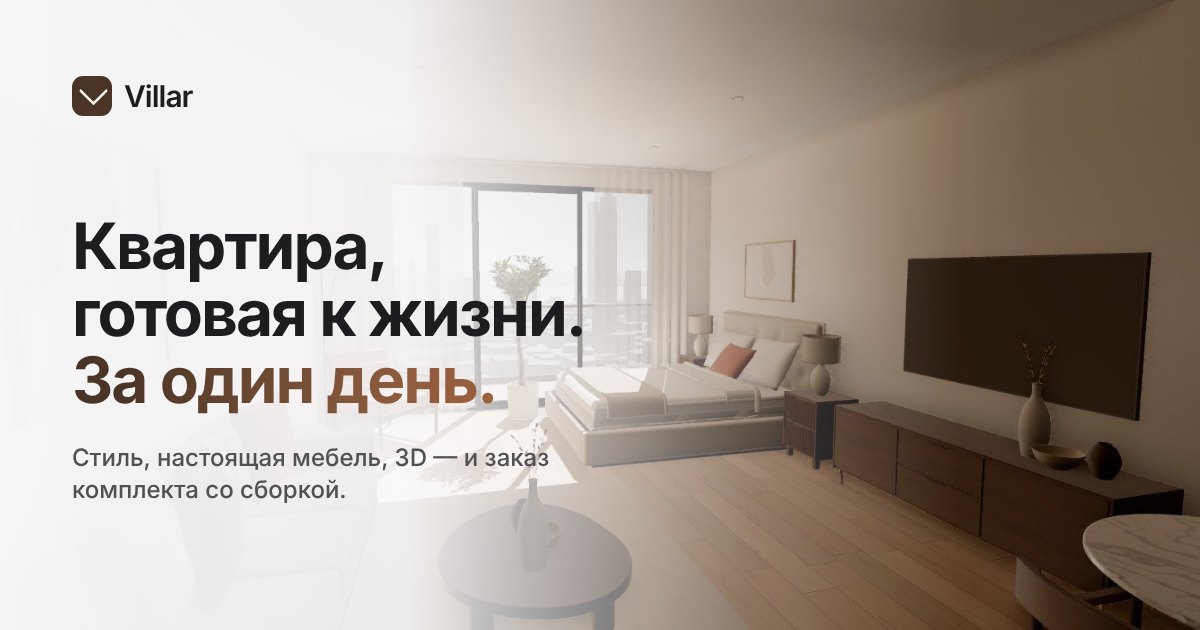 Villar
Квартира,
готовая к жизни.
За один день.
Стиль, настоящая мебель, 3D — и заказ
комплекта со сборкой.